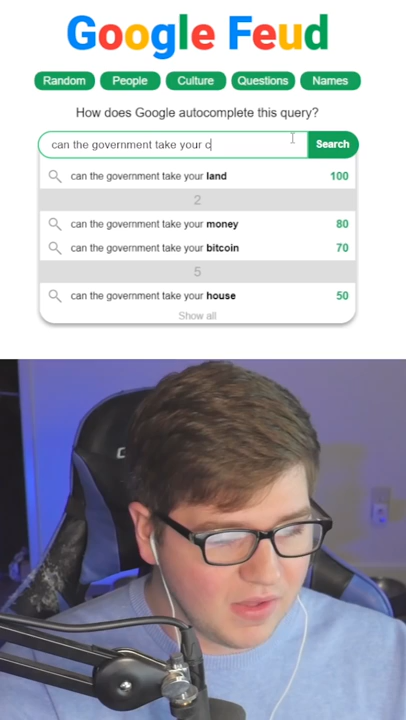 Google Feud
Random People Culture Questions Names
How does Google autocomplete this query?
can the government take your c Search
can the government take your land 100
2
can the government take your money 80
can the government take your bitcoin 70
5
can the government take your house 50
Show all